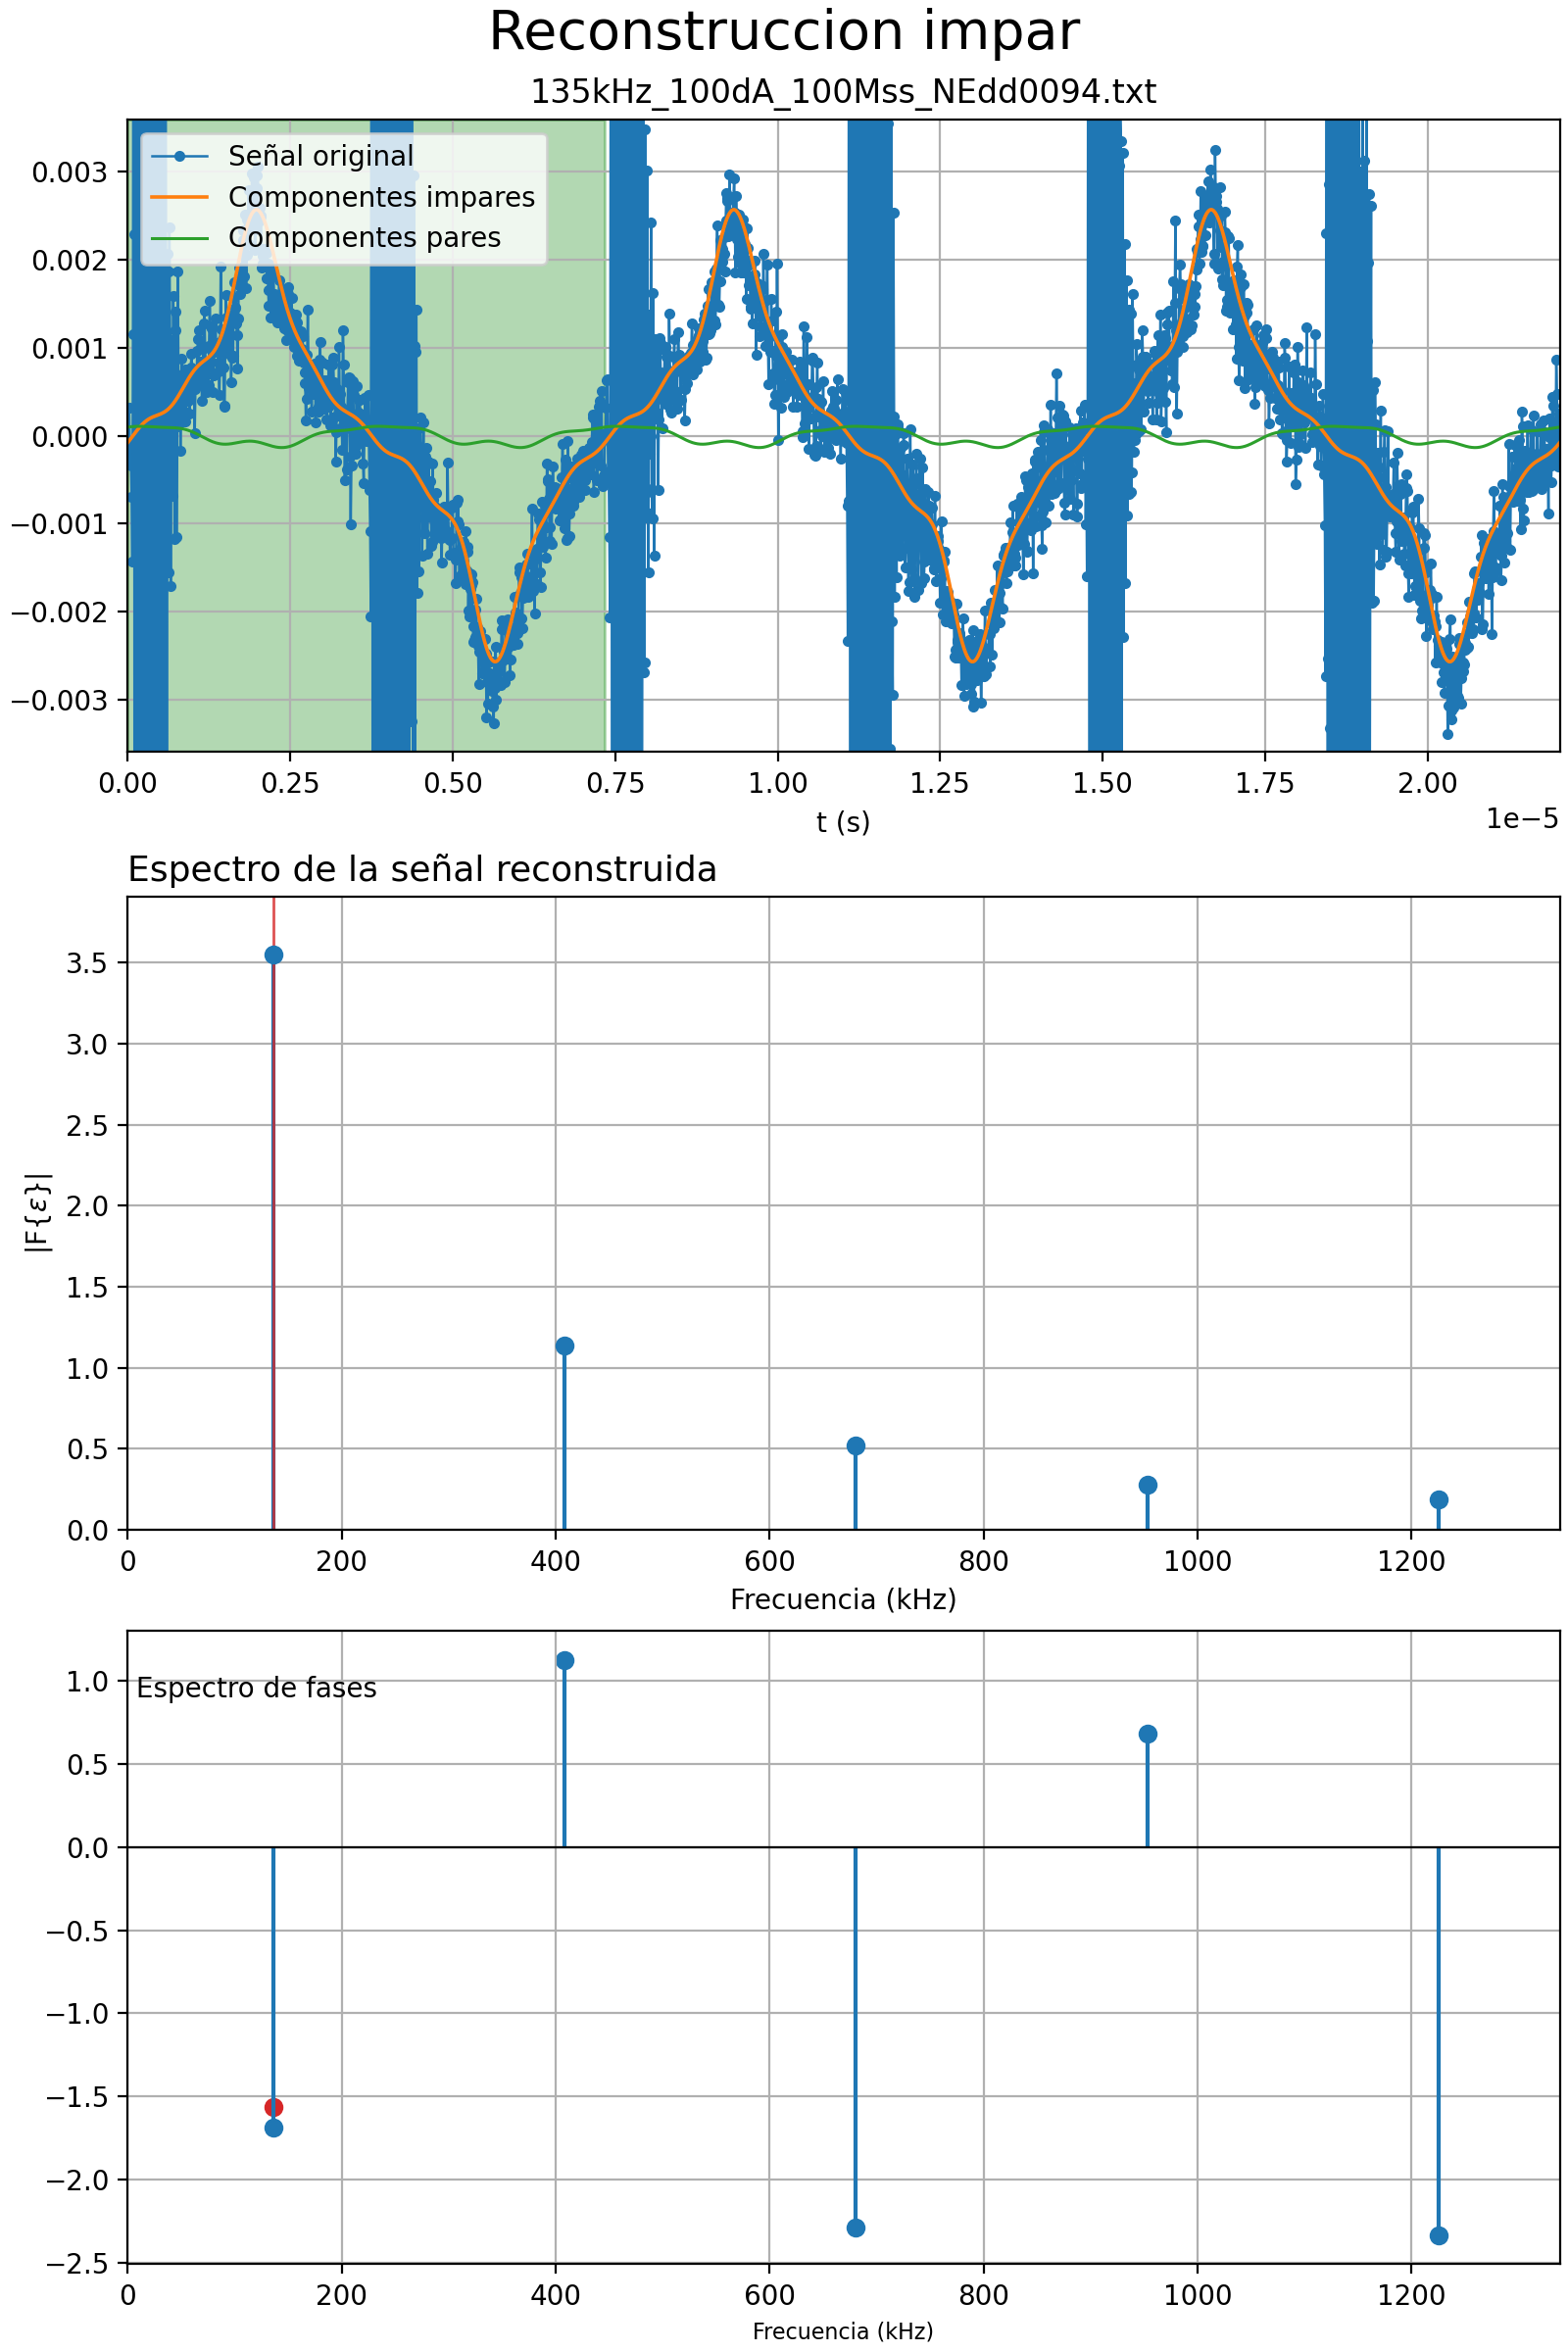 Reconstruccion impar
135kHz_100dA_100Mss_NEdd0094.txt
Señal original
Componentes impares
Componentes pares
0.003
0.002
0.001
0.000
−0.001
−0.002
−0.003
0.00 0.25 0.50 0.75 1.00 1.25 1.50 1.75 2.00
t (s)
1e−5
Espectro de la señal reconstruida
3.5
3.0
2.5
2.0
1.5
1.0
0.5
0.0
|F{ε}|
0 200 400 600 800 1000 1200
Frecuencia (kHz)
Espectro de fases
1.0
0.5
0.0
−0.5
−1.0
−1.5
−2.0
−2.5
0 200 400 600 800 1000 1200
Frecuencia (kHz)